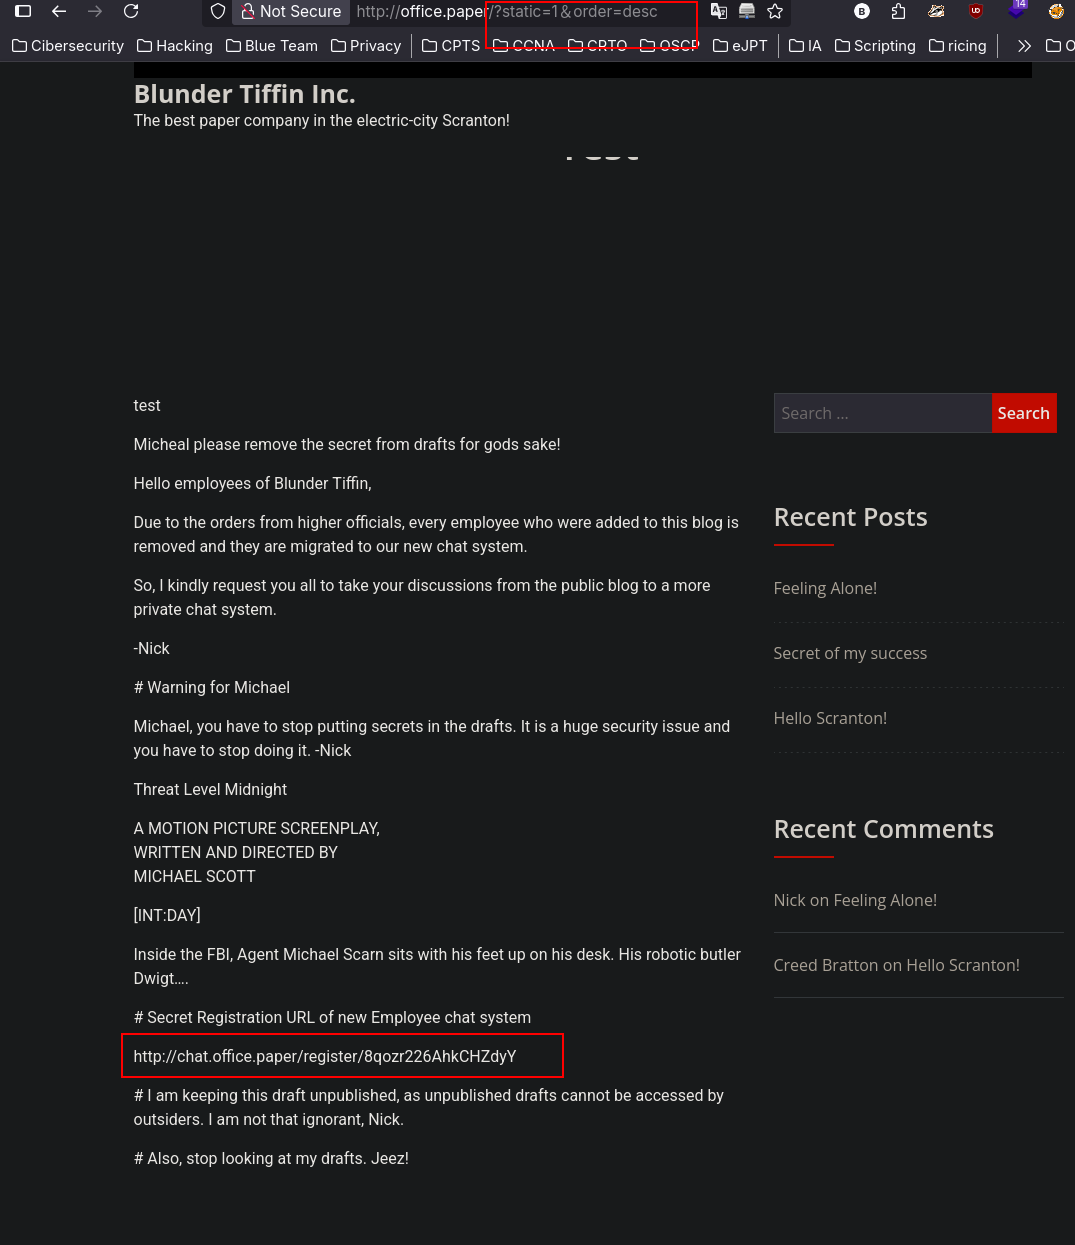 Not Secure http://office.paper/?static=1&order=desc 14
Cibersecurity Hacking Blue Team Privacy CPTS CCNA CRTO OSCP eJPT IA Scripting ricing
Blunder Tiffin Inc.
The best paper company in the electric-city Scranton!
test
Micheal please remove the secret from drafts for gods sake!
Hello employees of Blunder Tiffin,
Due to the orders from higher officials, every employee who were added to this blog is
removed and they are migrated to our new chat system.
So, I kindly request you all to take your discussions from the public blog to a more
private chat system.
-Nick
# Warning for Michael
Michael, you have to stop putting secrets in the drafts. It is a huge security issue and
you have to stop doing it. -Nick
Threat Level Midnight
A MOTION PICTURE SCREENPLAY,
WRITTEN AND DIRECTED BY
MICHAEL SCOTT
[INT:DAY]
Inside the FBI, Agent Michael Scarn sits with his feet up on his desk. His robotic butler
Dwigt….
# Secret Registration URL of new Employee chat system
http://chat.office.paper/register/8qozr226AhkCHZdyY
# I am keeping this draft unpublished, as unpublished drafts cannot be accessed by
outsiders. I am not that ignorant, Nick.
# Also, stop looking at my drafts. Jeez!
Search … Search
Recent Posts
Feeling Alone!
Secret of my success
Hello Scranton!
Recent Comments
Nick on Feeling Alone!
Creed Bratton on Hello Scranton!